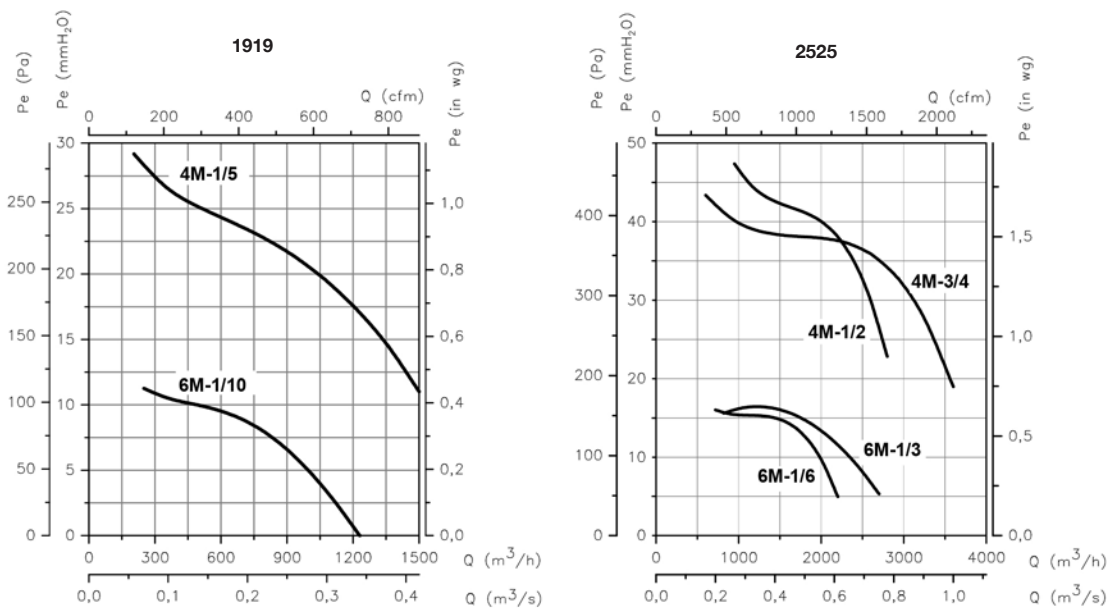 1919
Pe (Pa)
Pe (mmH₂O)
Q (cfm)
Pe (in wg)
0 200 400 600 800
30
25
20
15
10
5
0
250
200
150
100
50
0
1,0
0,8
0,6
0,4
0,2
0,0
4M-1/5
6M-1/10
0 300 600 900 1200 1500 Q (m³/h)
0,0 0,1 0,2 0,3 0,4 Q (m³/s)
2525
Pe (Pa)
Pe (mmH₂O)
Q (cfm)
Pe (in wg)
0 500 1000 1500 2000
50
40
30
20
10
0
400
300
200
100
0
1,5
1,0
0,5
0,0
4M-3/4
4M-1/2
6M-1/3
6M-1/6
0 1000 2000 3000 4000 Q (m³/h)
0,0 0,2 0,4 0,6 0,8 1,0 Q (m³/s)